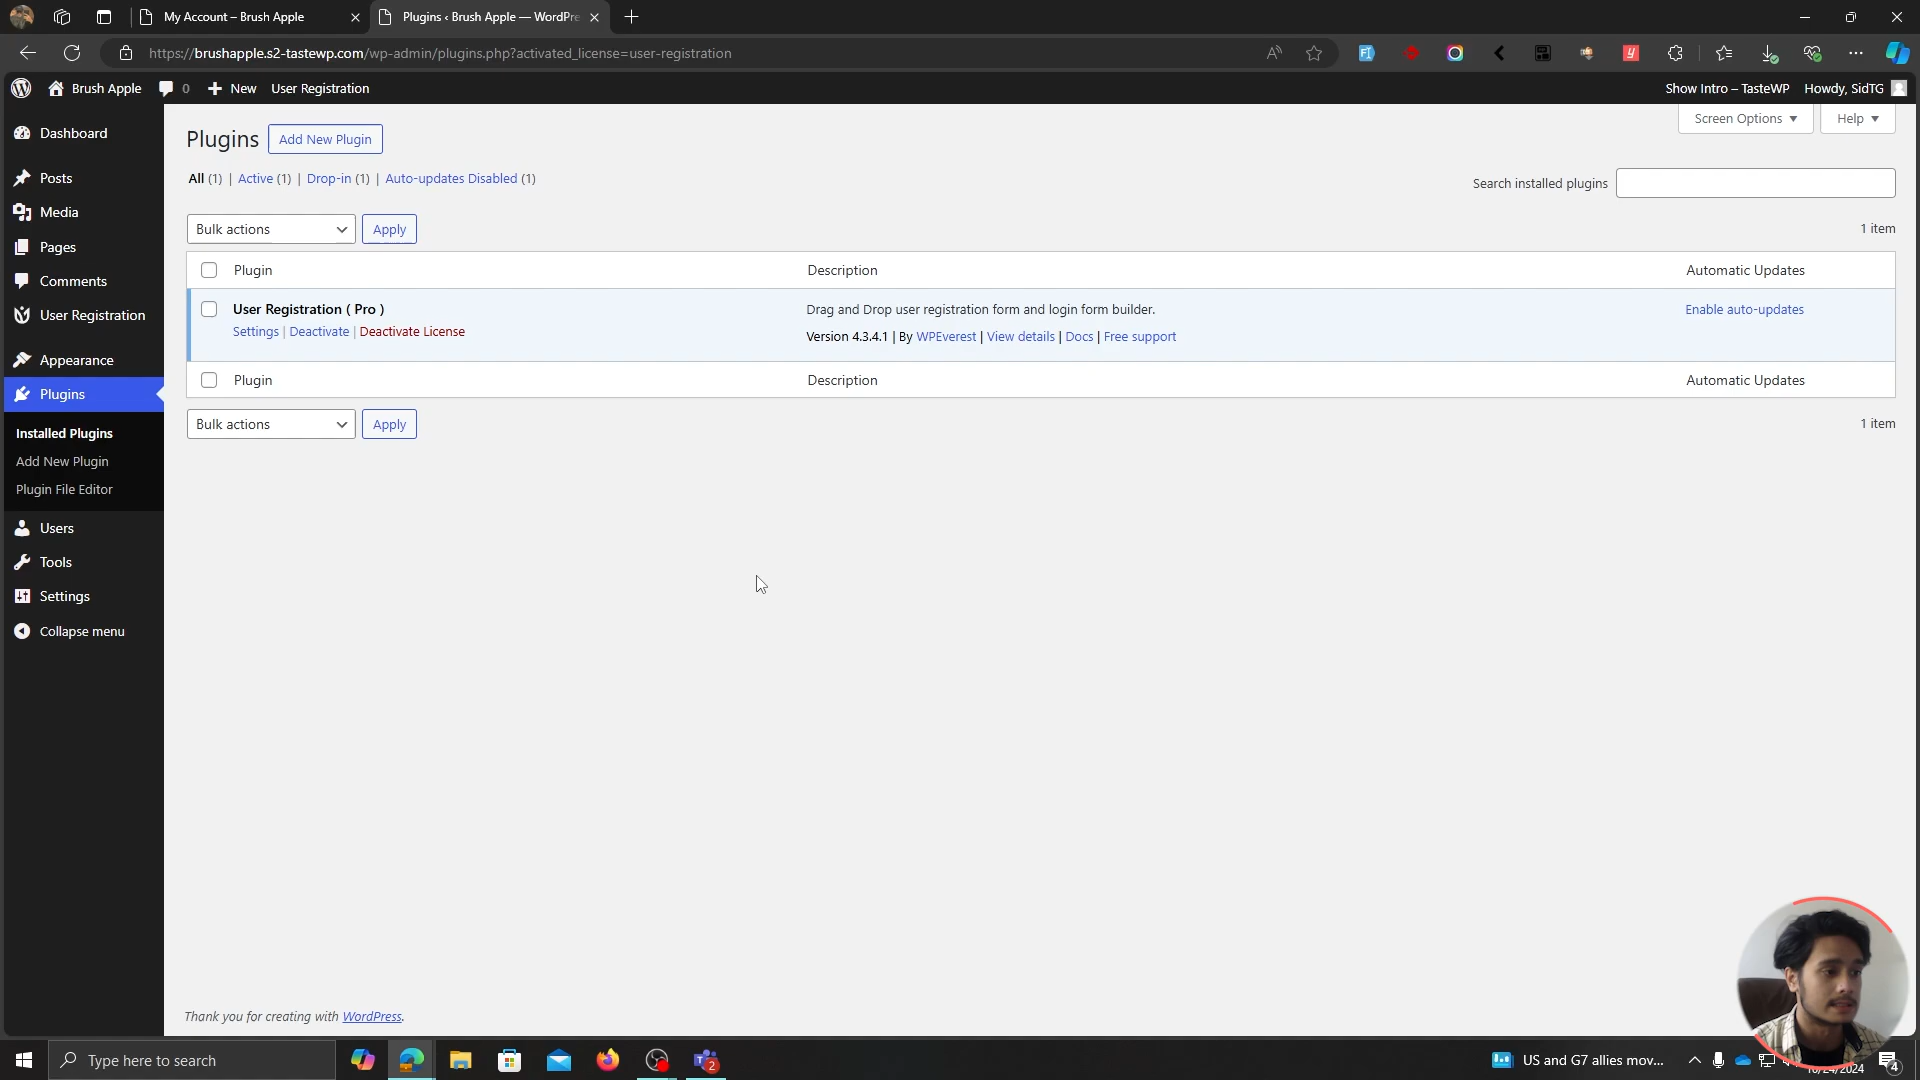 My Account – Brush Apple
Plugins ‹ Brush Apple — WordPre
https://brushapple.s2-tastewp.com/wp-admin/plugins.php?activated_license=user-registration
Brush Apple 0 New User Registration
Show Intro – TasteWP Howdy, SidTG
Dashboard
Posts
Media
Pages
Comments
User Registration
Appearance
Plugins
Installed Plugins
Add New Plugin
Plugin File Editor
Users
Tools
Settings
Collapse menu
Screen Options Help
Plugins Add New Plugin
All (1) | Active (1) | Drop-in (1) | Auto-updates Disabled (1)
Search installed plugins
Bulk actions Apply
1 item
Plugin Description Automatic Updates
User Registration ( Pro ) Drag and Drop user registration form and login form builder. Enable auto-updates
Settings | Deactivate | Deactivate License
Version 4.3.4.1 | By WPEverest | View details | Docs | Free support
Plugin Description Automatic Updates
Bulk actions Apply
1 item
Thank you for creating with WordPress.
Type here to search
2
US and G7 allies mov...
4